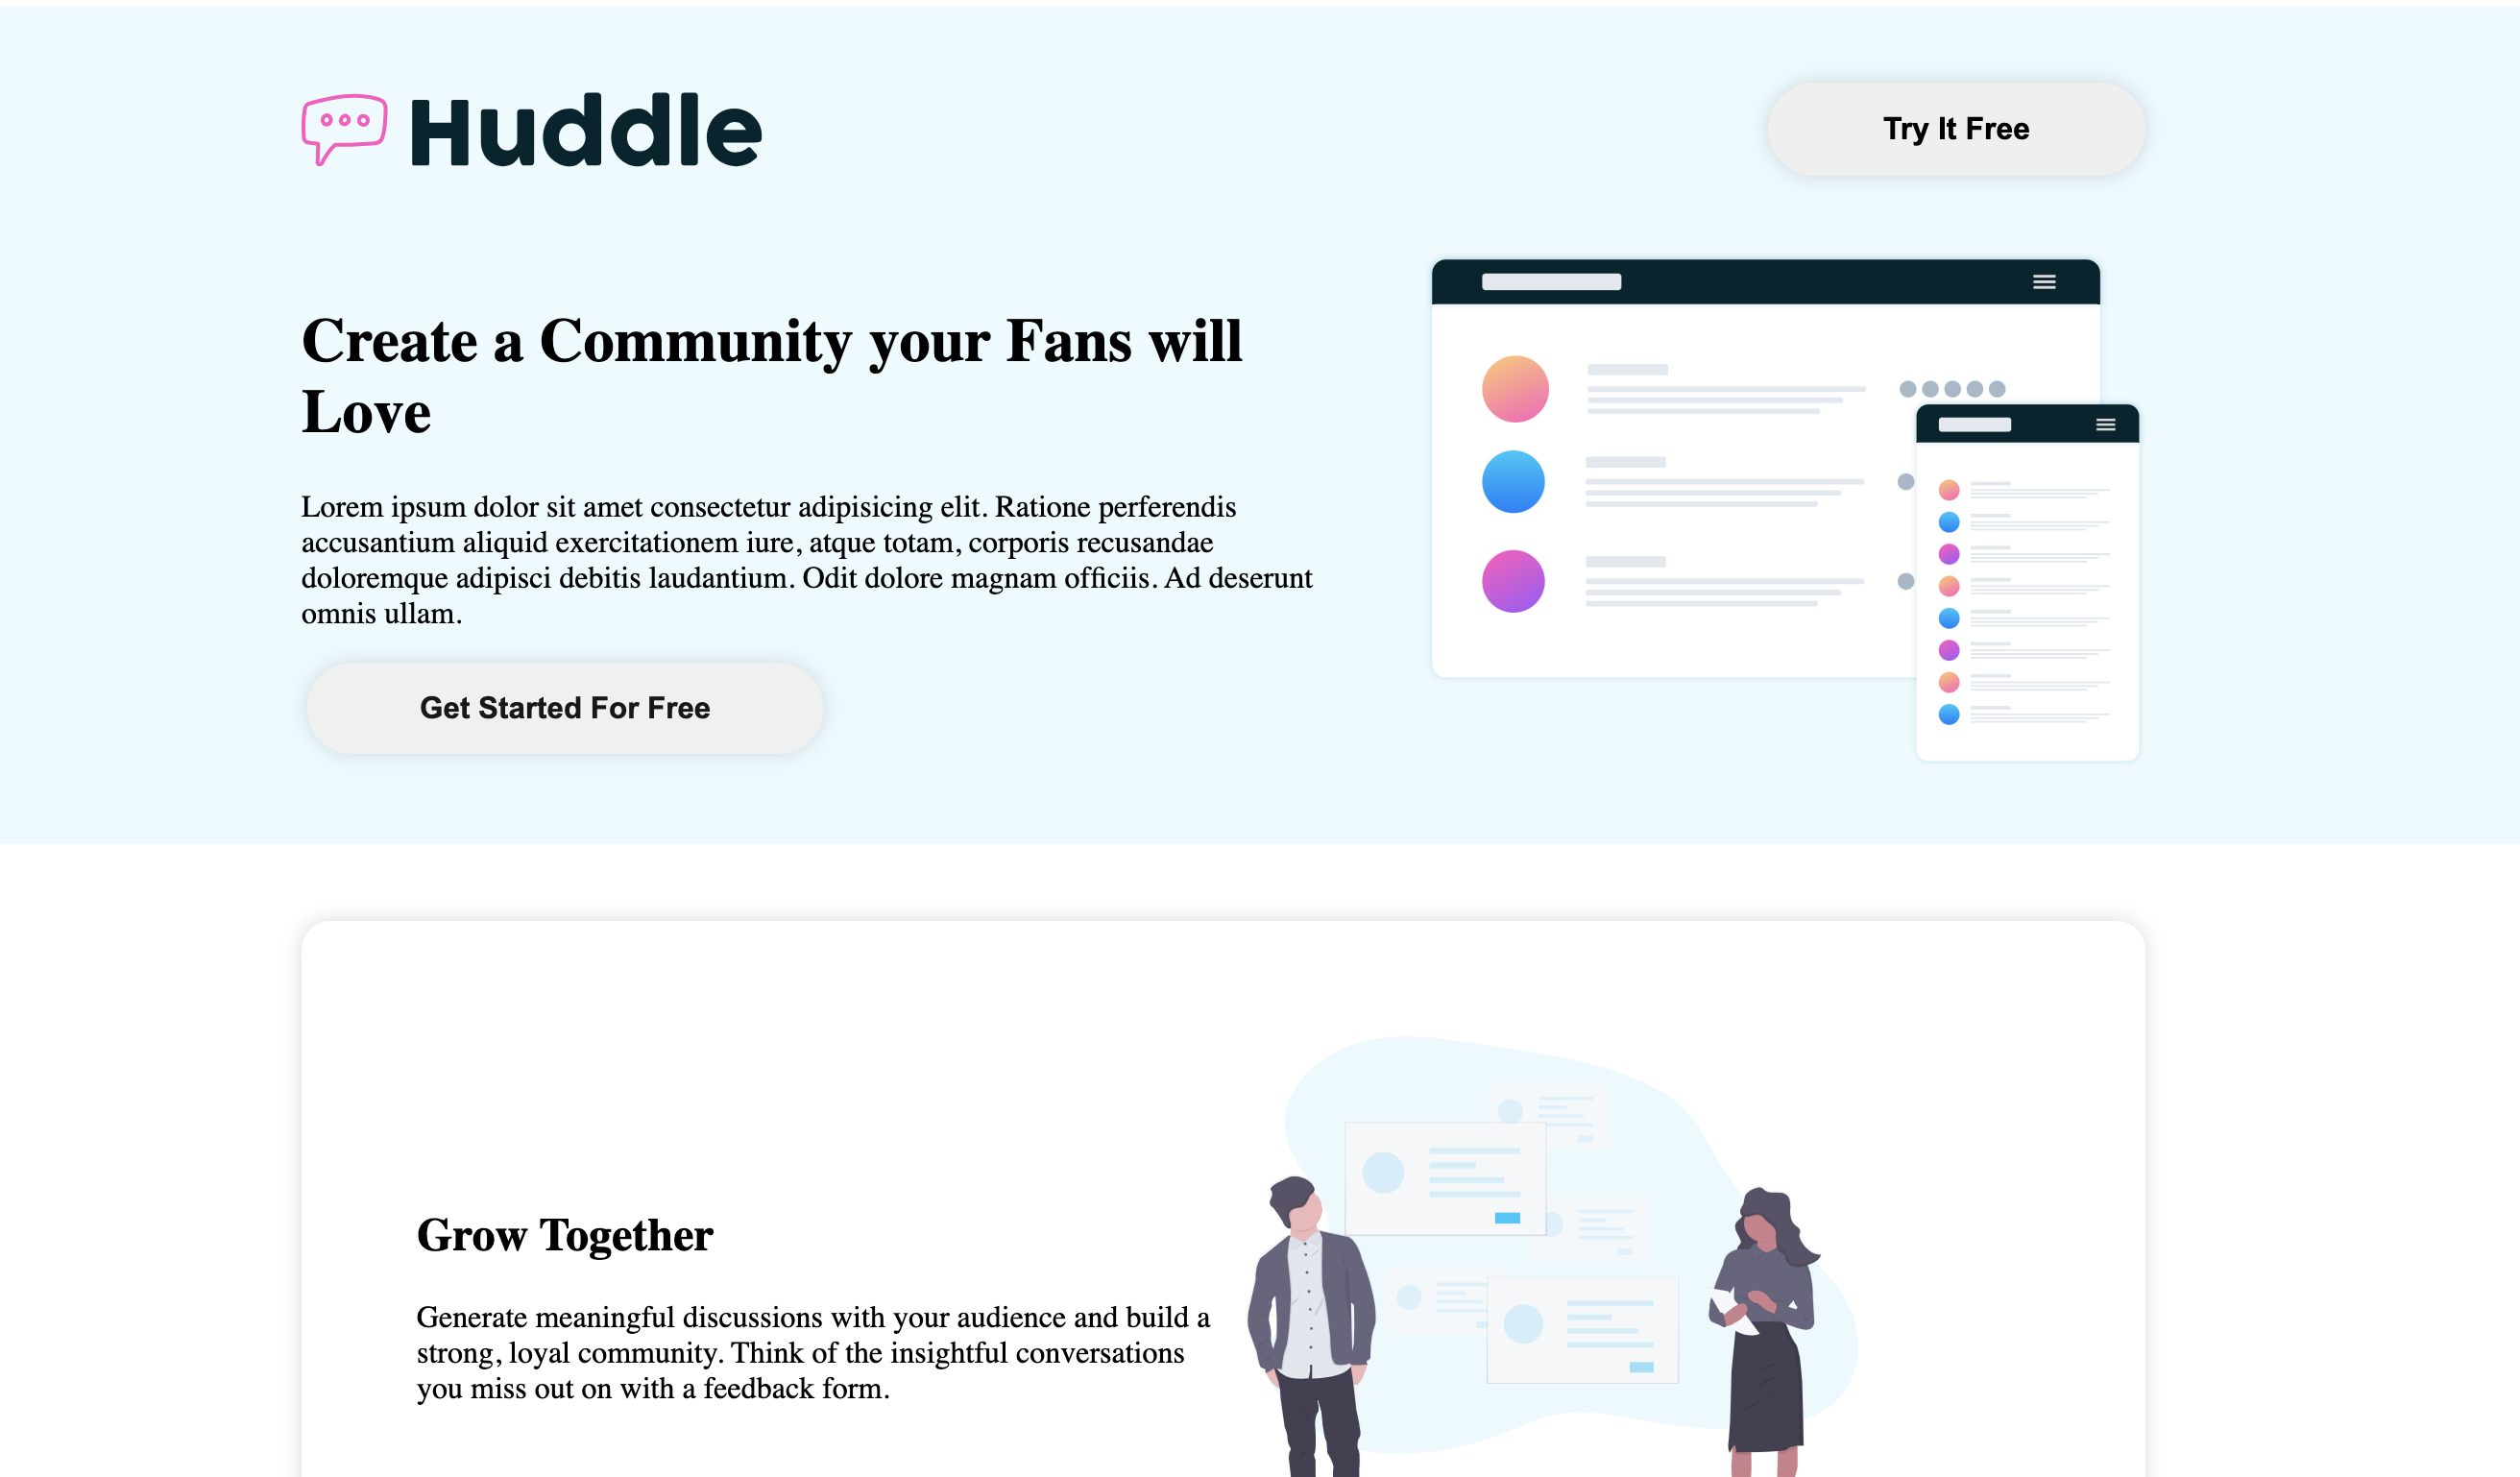 Huddle
Try It Free
Create a Community your Fans will
Love
Lorem ipsum dolor sit amet consectetur adipisicing elit. Ratione perferendis
accusantium aliquid exercitationem iure, atque totam, corporis recusandae
doloremque adipisci debitis laudantium. Odit dolore magnam officiis. Ad deserunt
omnis ullam.
Get Started For Free
Grow Together
Generate meaningful discussions with your audience and build a
strong, loyal community. Think of the insightful conversations
you miss out on with a feedback form.